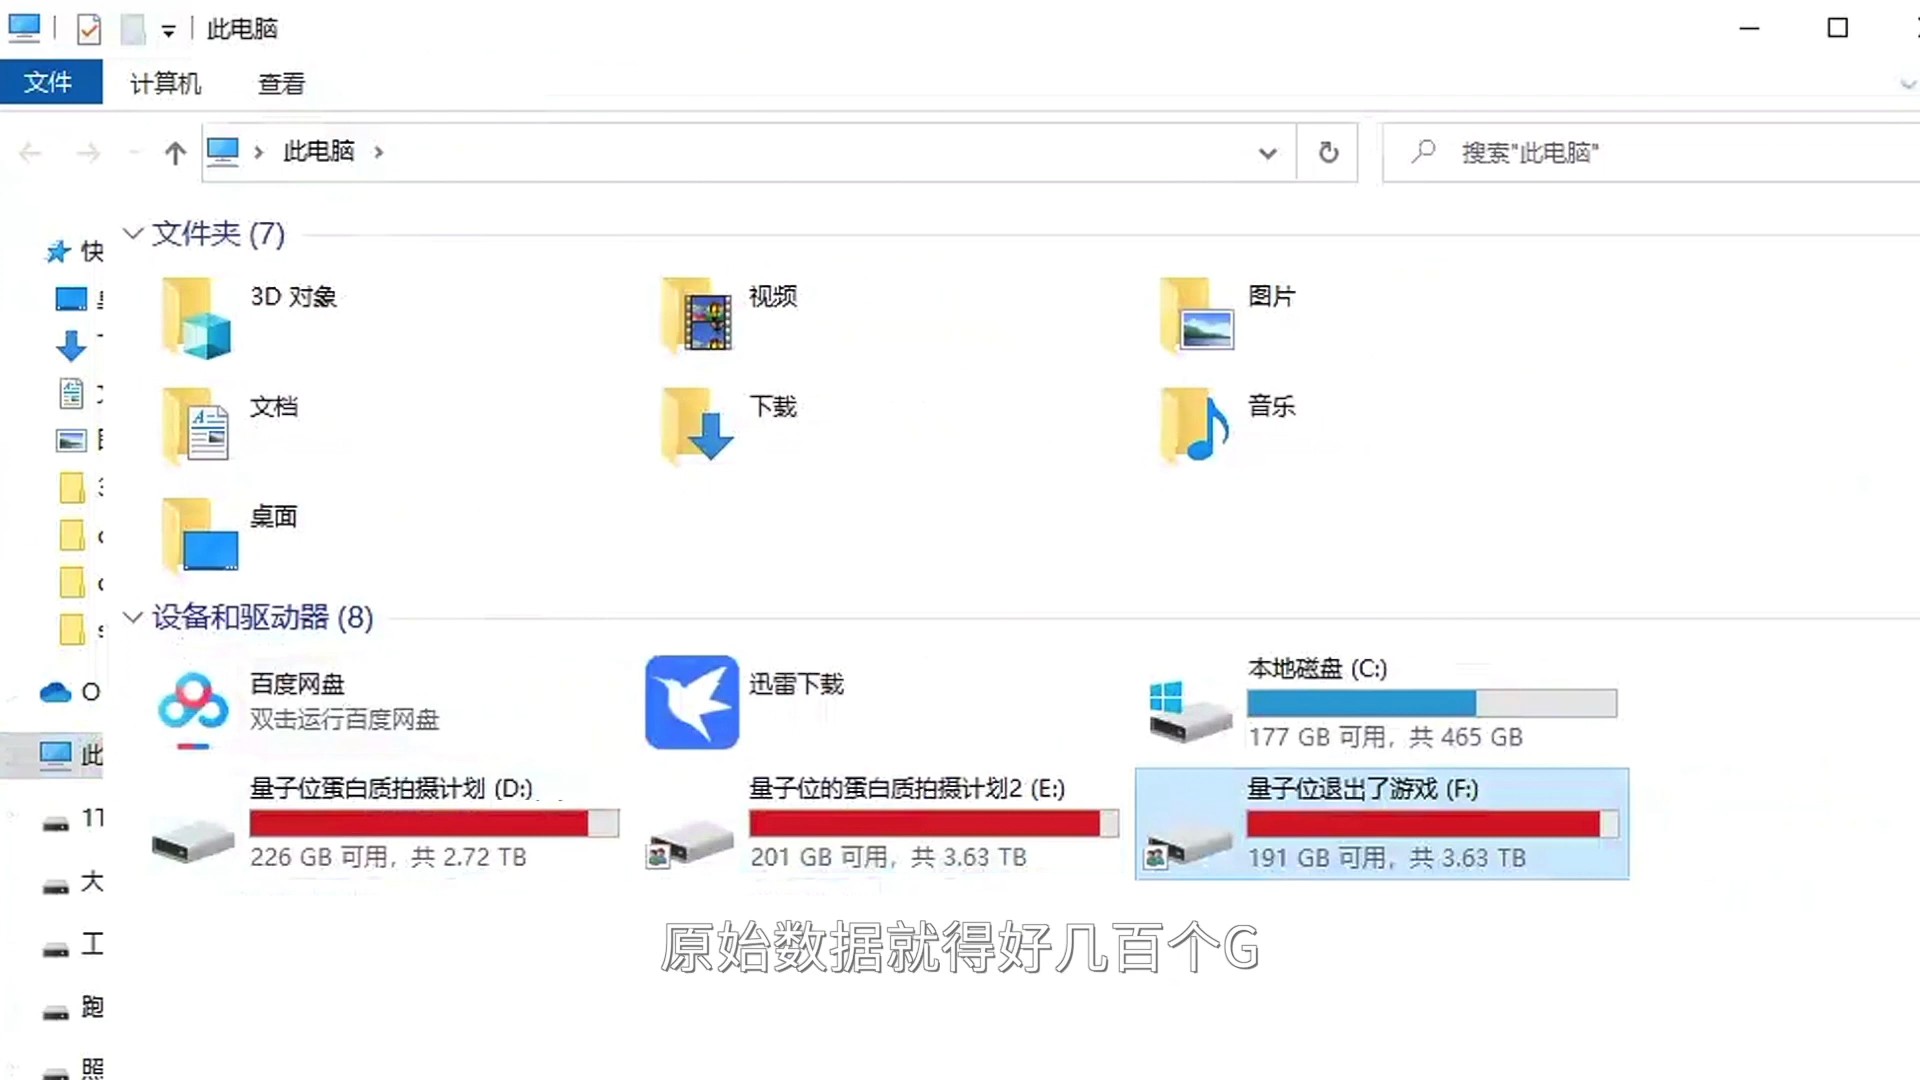 此电脑
文件 计算机 查看
此电脑
搜索"此电脑"
快
文件夹 (7)
3D 对象
视频
图片
文档
下载
音乐
桌面
设备和驱动器 (8)
百度网盘
双击运行百度网盘
迅雷下载
本地磁盘 (C:)
177 GB 可用，共 465 GB
量子位蛋白质拍摄计划 (D:)
226 GB 可用，共 2.72 TB
量子位的蛋白质拍摄计划2 (E:)
201 GB 可用，共 3.63 TB
量子位退出了游戏 (F:)
191 GB 可用，共 3.63 TB
O
此
11
大
工
跑
照
原始数据就得好几百个G